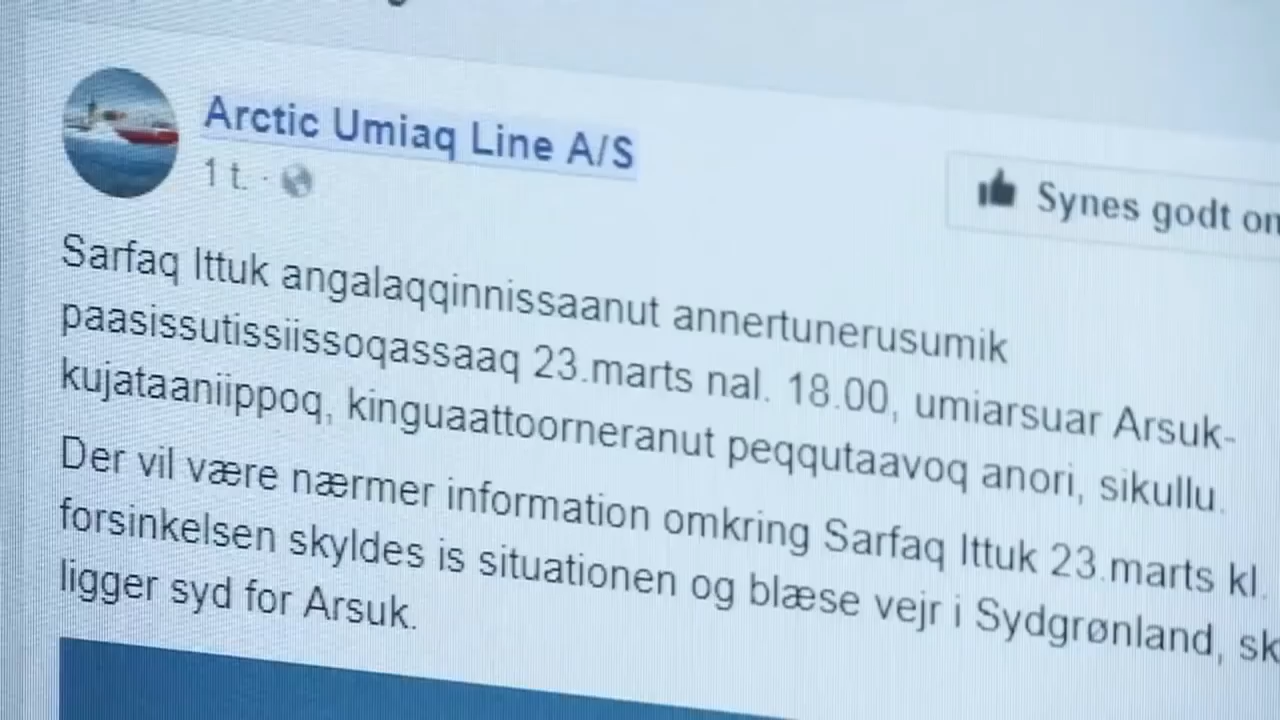 Arctic Umiaq Line A/S
1 t.
Synes godt
Sarfaq Ittuk angalaqqinnissaanut annertunerusumik
paasissutissiissoqassaaq 23.marts nal. 18.00, umiarsuar Arsuk-
kujataaniippoq, kinguaattoorneranut peqqutaavoq anori, sikullu.
Der vil være nærmer information omkring Sarfaq Ittuk 23.marts kl.
forsinkelsen skyldes is situationen og blæse vejr i Sydgrønland,
ligger syd for Arsuk.